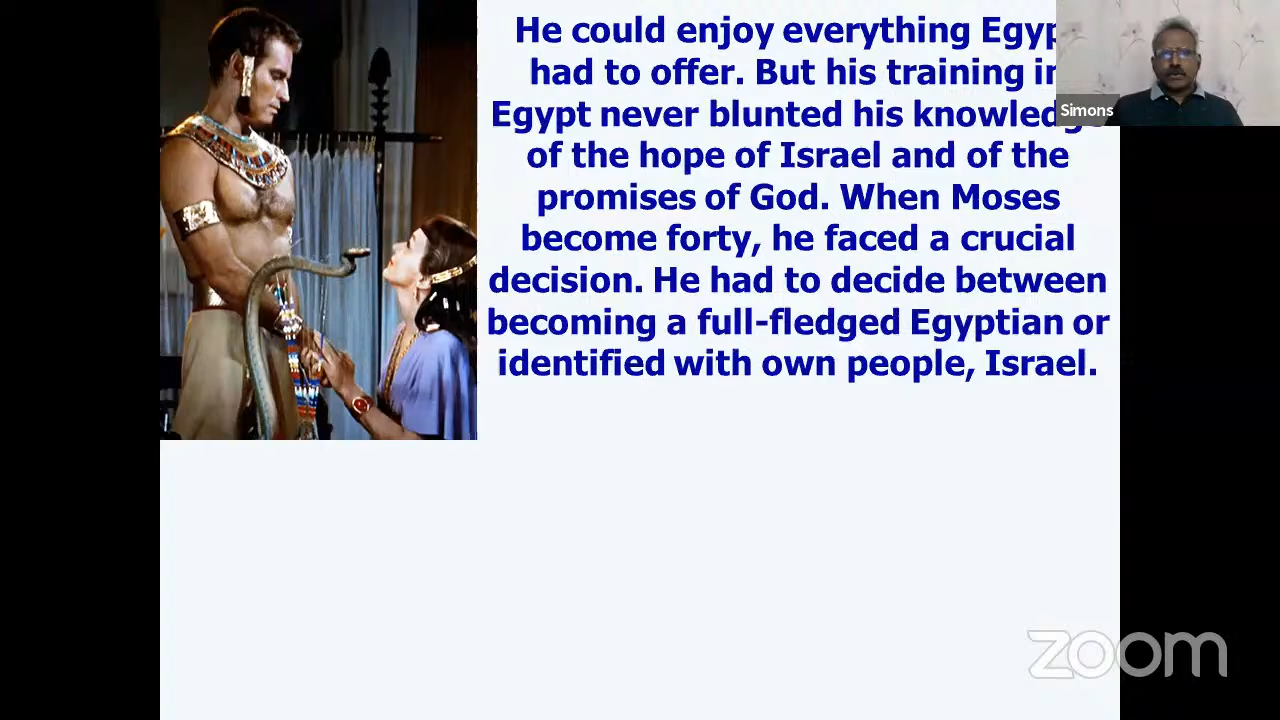 He could enjoy everything Egyp
had to offer. But his training in
Egypt never blunted his knowledge
of the hope of Israel and of the
promises of God. When Moses
become forty, he faced a crucial
decision. He had to decide between
becoming a full-fledged Egyptian or
identified with own people, Israel.
Simons
zoom